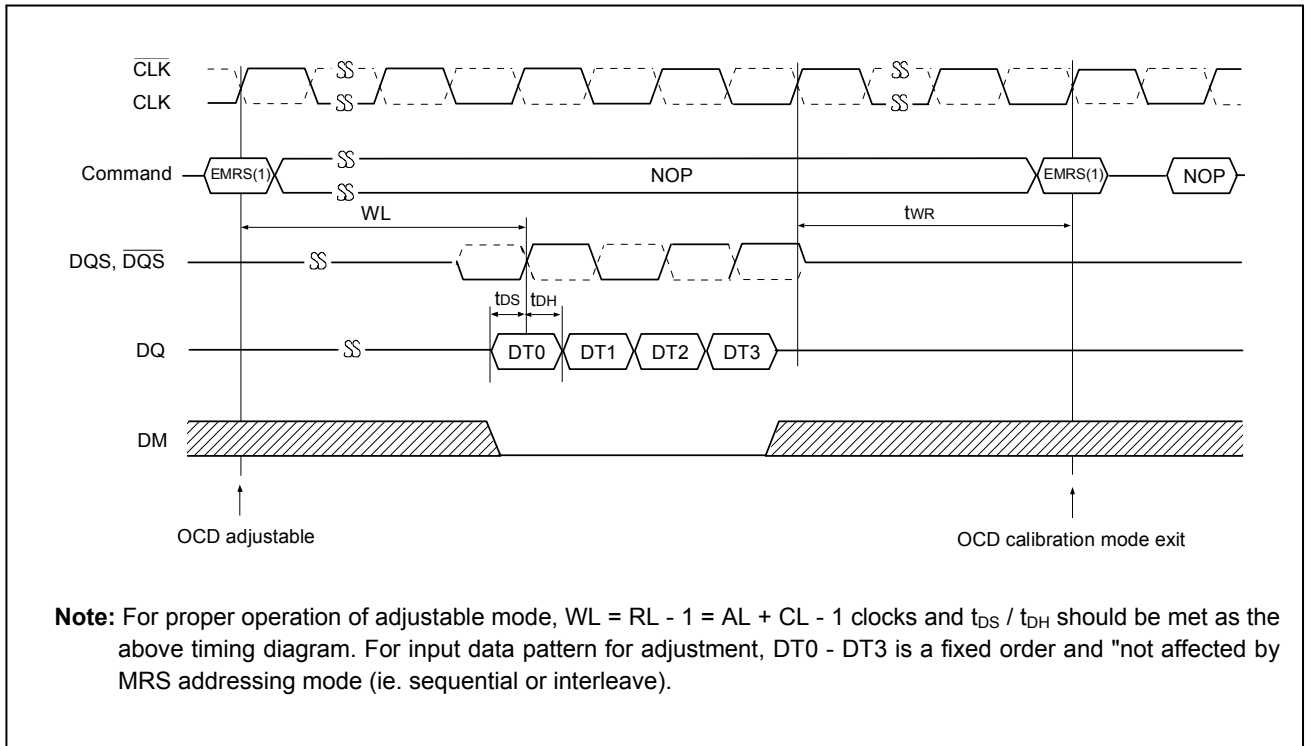 CLK
CLK
Command EMRS(1) NOP EMRS(1) NOP
WL tWR
DQS, DQS
tDS tDH
DQ DT0 DT1 DT2 DT3
DM
OCD adjustable OCD calibration mode exit
Note: For proper operation of adjustable mode, WL = RL - 1 = AL + CL - 1 clocks and tDS / tDH should be met as the
above timing diagram. For input data pattern for adjustment, DT0 - DT3 is a fixed order and "not affected by
MRS addressing mode (ie. sequential or interleave).